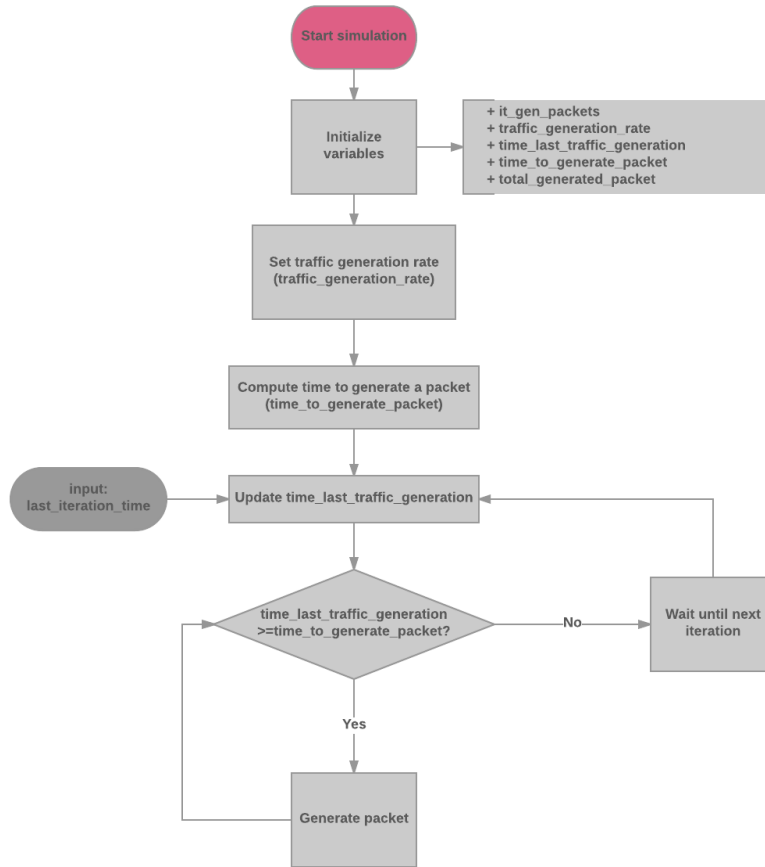 Start simulation
Initialize
variables
+ it_gen_packets
+ traffic_generation_rate
+ time_last_traffic_generation
+ time_to_generate_packet
+ total_generated_packet
Set traffic generation rate
(traffic_generation_rate)
Compute time to generate a packet
(time_to_generate_packet)
input:
last_iteration_time
Update time_last_traffic_generation
time_last_traffic_generation
>=time_to_generate_packet?
No
Wait until next
iteration
Yes
Generate packet